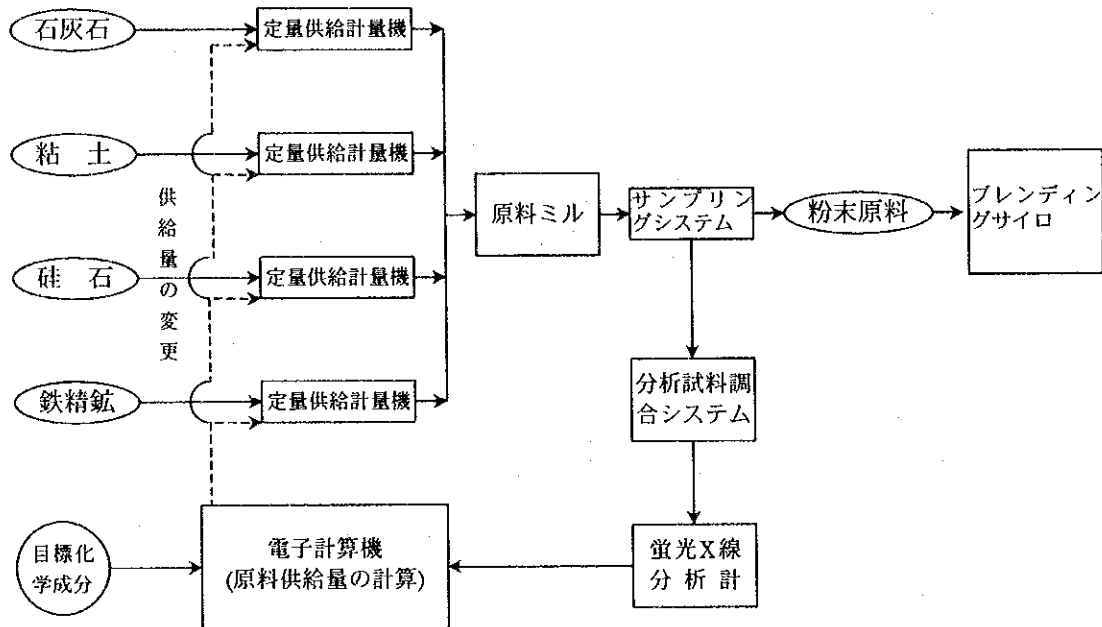 石灰石
定量供給計量機
粘 土
定量供給計量機
供給量の変更
硅 石
定量供給計量機
鉄精鉱
定量供給計量機
原料ミル
サンプリン
グシステム
粉末原料
ブレンディン
グサイロ
分析試料調
合システム
目標化
学成分
電子計算機
(原料供給量の計算)
蛍光X線
分 析 計